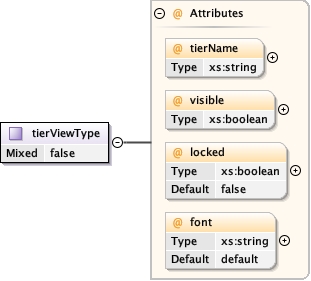 @ Attributes
@ tierName
Type xs:string
@ visible
Type xs:boolean
tierViewType
Mixed false
@ locked
Type xs:boolean
Default false
@ font
Type xs:string
Default default